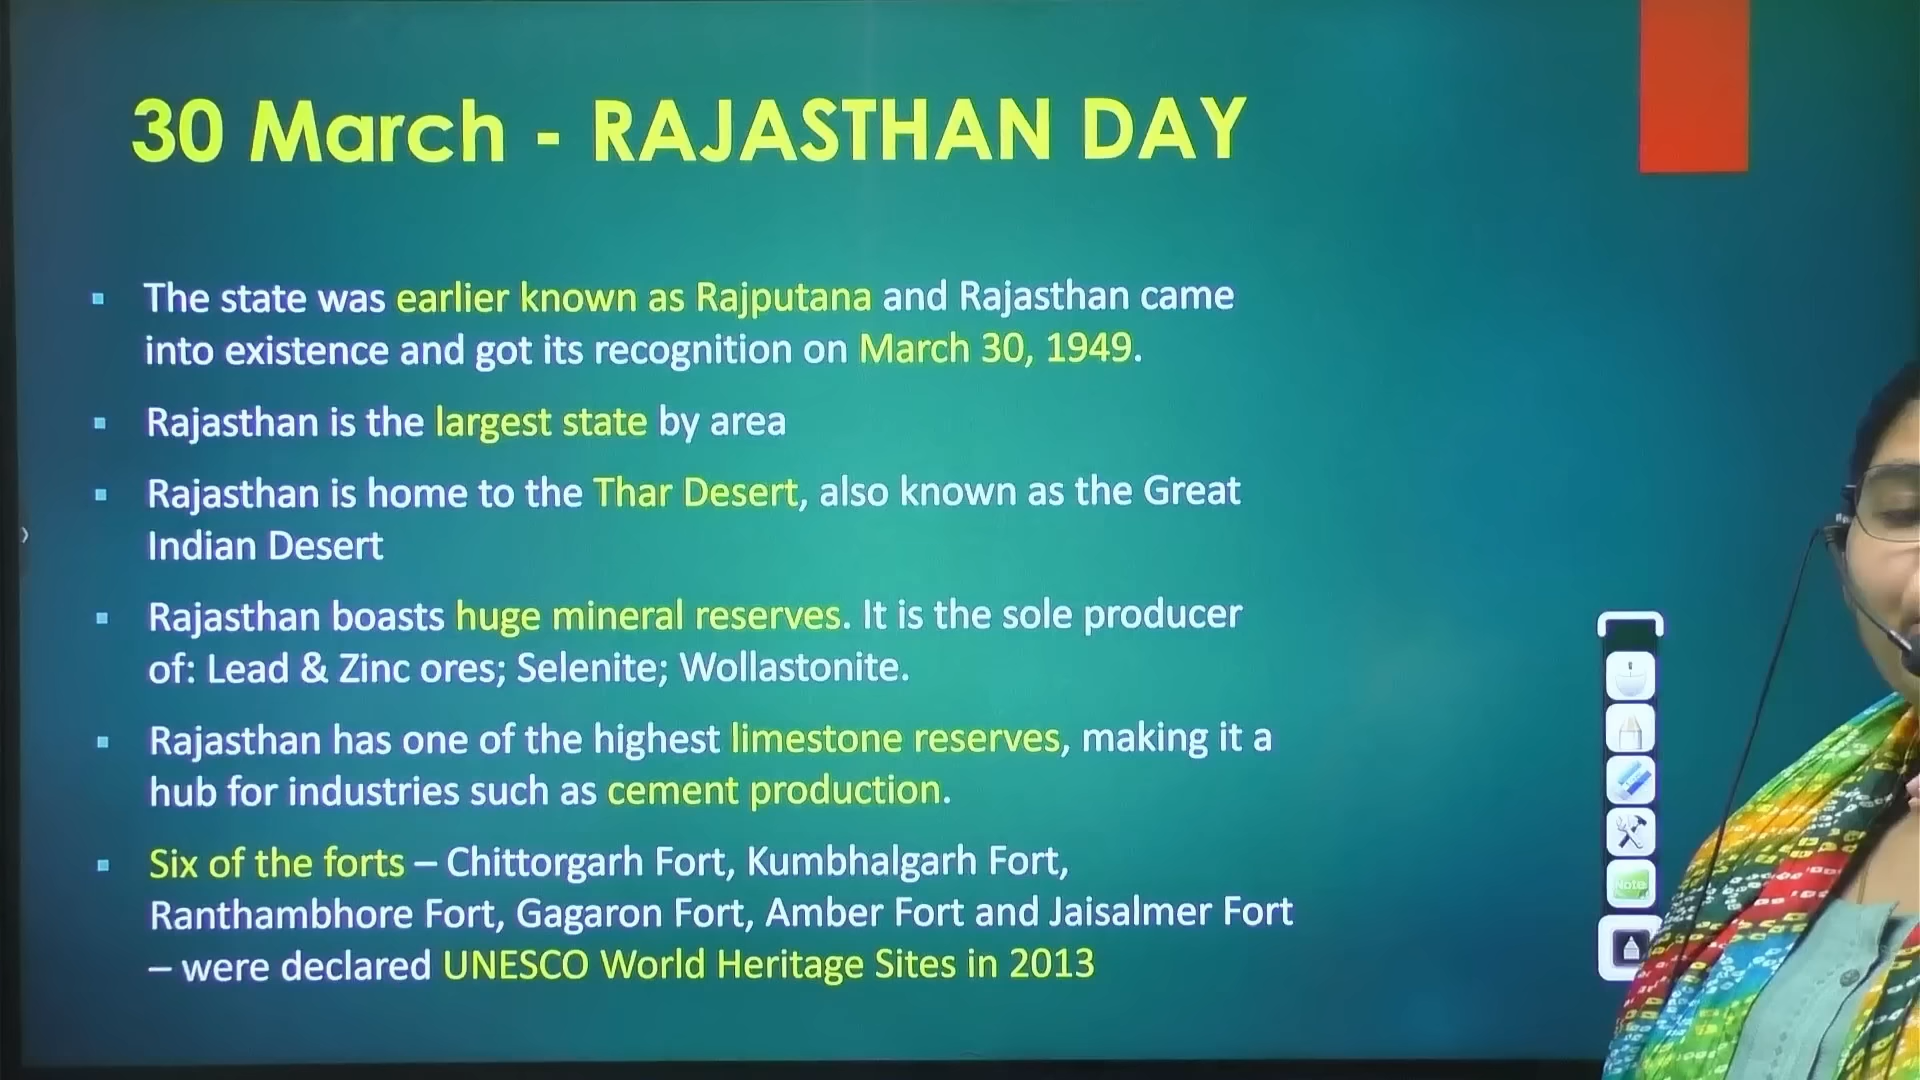 30 March - RAJASTHAN DAY
▪ The state was earlier known as Rajputana and Rajasthan came
into existence and got its recognition on March 30, 1949.
▪ Rajasthan is the largest state by area
▪ Rajasthan is home to the Thar Desert, also known as the Great
Indian Desert
▪ Rajasthan boasts huge mineral reserves. It is the sole producer
of: Lead & Zinc ores; Selenite; Wollastonite.
▪ Rajasthan has one of the highest limestone reserves, making it a
hub for industries such as cement production.
▪ Six of the forts – Chittorgarh Fort, Kumbhalgarh Fort,
Ranthambhore Fort, Gagaron Fort, Amber Fort and Jaisalmer Fort
– were declared UNESCO World Heritage Sites in 2013
Note